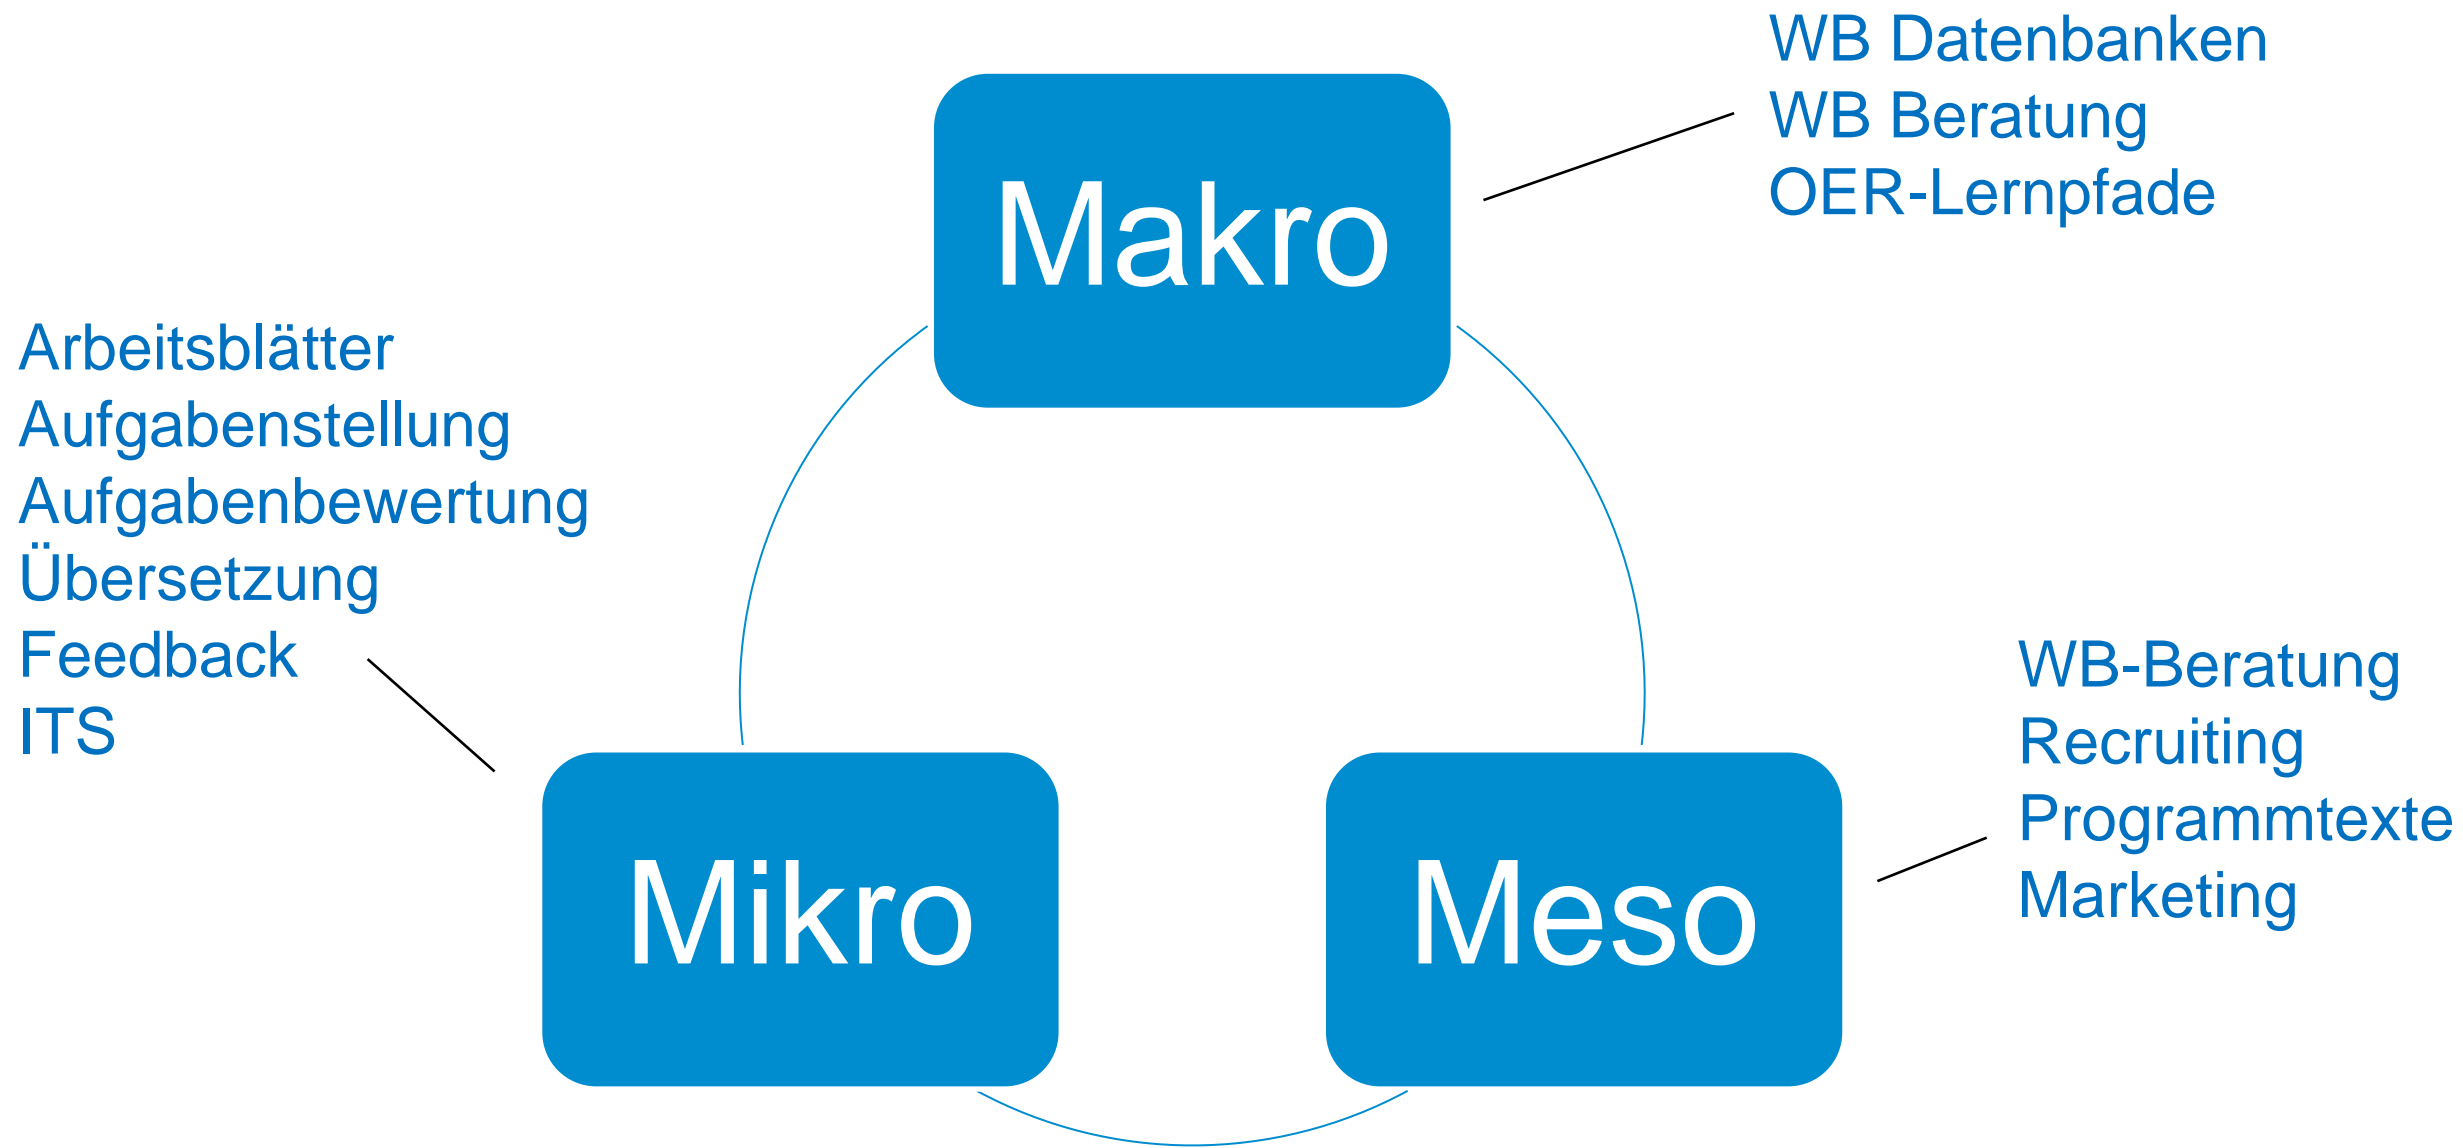 WB Datenbanken
WB Beratung
OER-Lernpfade
Makro
Arbeitsblätter
Aufgabenstellung
Aufgabenbewertung
Übersetzung
Feedback
ITS
WB-Beratung
Recruiting
Programmtexte
Marketing
Mikro
Meso